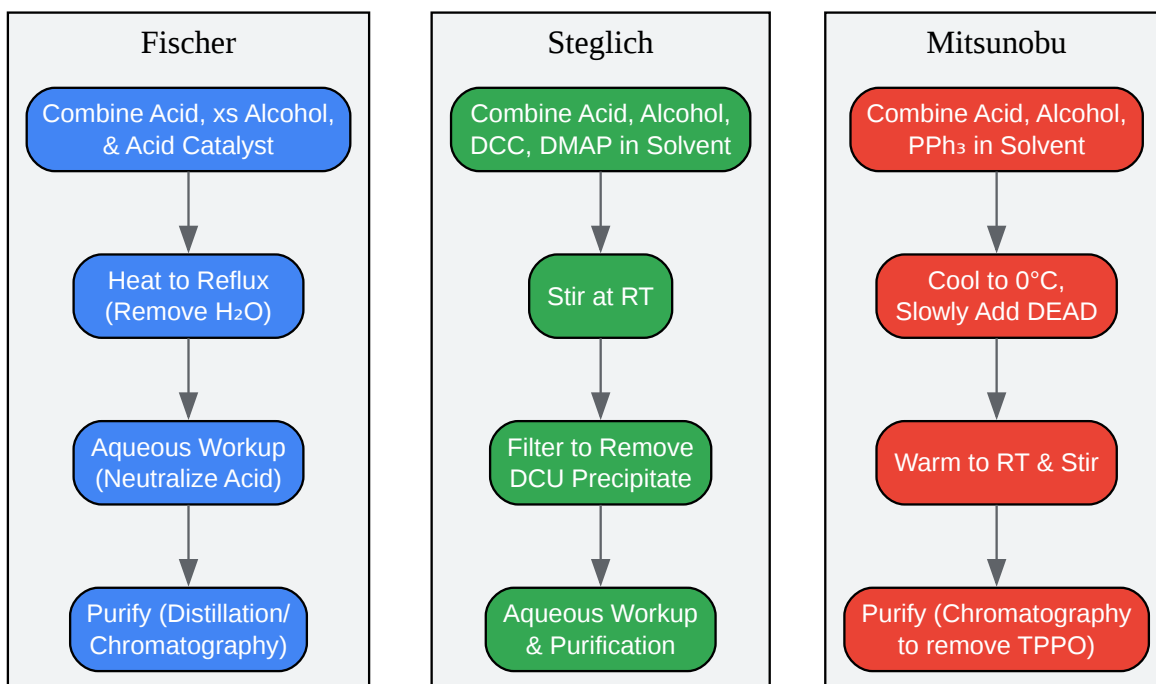 Fischer
Combine Acid, xs Alcohol,
& Acid Catalyst
Heat to Reflux
(Remove H₂O)
Aqueous Workup
(Neutralize Acid)
Purify (Distillation/
Chromatography)
Steglich
Combine Acid, Alcohol,
DCC, DMAP in Solvent
Stir at RT
Filter to Remove
DCU Precipitate
Aqueous Workup
& Purification
Mitsunobu
Combine Acid, Alcohol,
PPh₃ in Solvent
Cool to 0°C,
Slowly Add DEAD
Warm to RT & Stir
Purify (Chromatography
to remove TPPO)